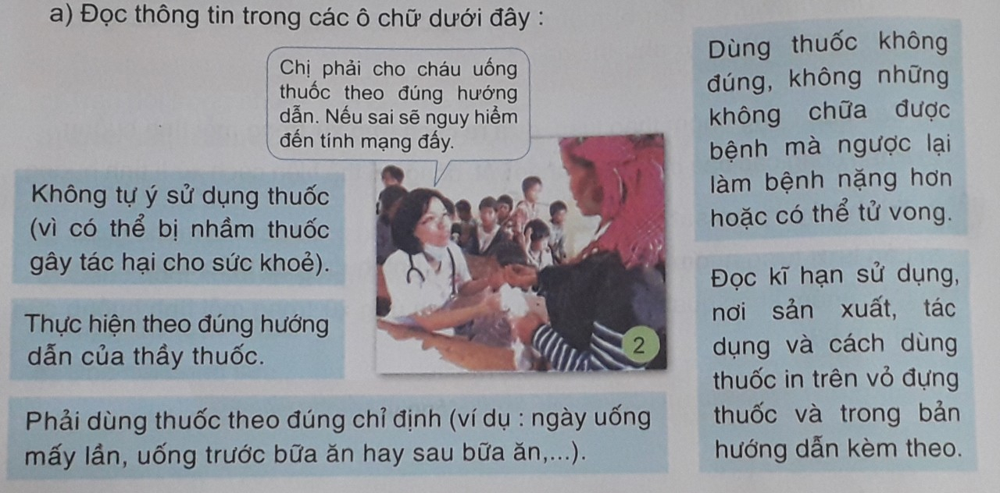 a) Đọc thông tin trong các ô chữ dưới đây :
Chị phải cho cháu uống
thuốc theo đúng hướng
dẫn. Nếu sai sẽ nguy hiểm
đến tính mạng đấy.
Không tự ý sử dụng thuốc
(vì có thể bị nhầm thuốc
gây tác hại cho sức khoẻ).
Thực hiện theo đúng hướng
dẫn của thầy thuốc.
2
Dùng thuốc không
đúng, không những
không chữa được
bệnh mà ngược lại
làm bệnh nặng hơn
hoặc có thể tử vong.
Đọc kĩ hạn sử dụng,
nơi sản xuất, tác
dụng và cách dùng
thuốc in trên vỏ đựng
thuốc và trong bản
hướng dẫn kèm theo.
Phải dùng thuốc theo đúng chỉ định (ví dụ : ngày uống
mấy lần, uống trước bữa ăn hay sau bữa ăn,...).